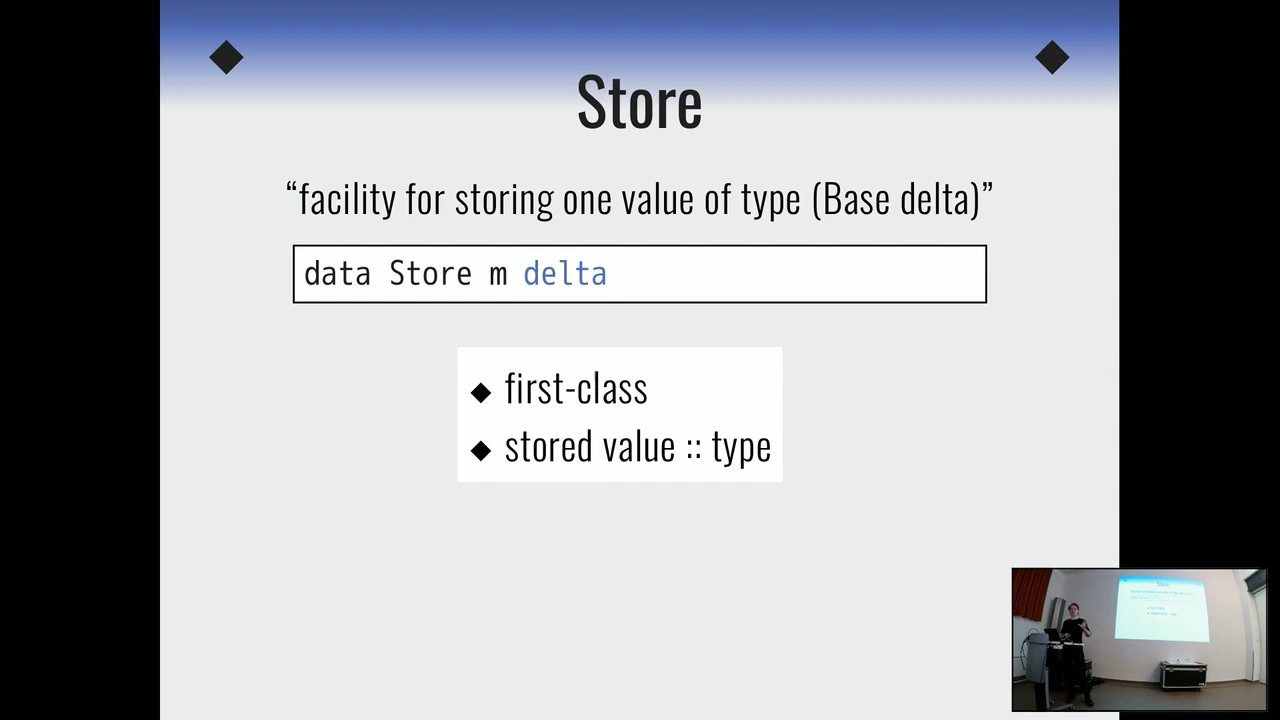 Store
“facility for storing one value of type (Base delta)”
data Store m delta
◆ first-class
◆ stored value :: type